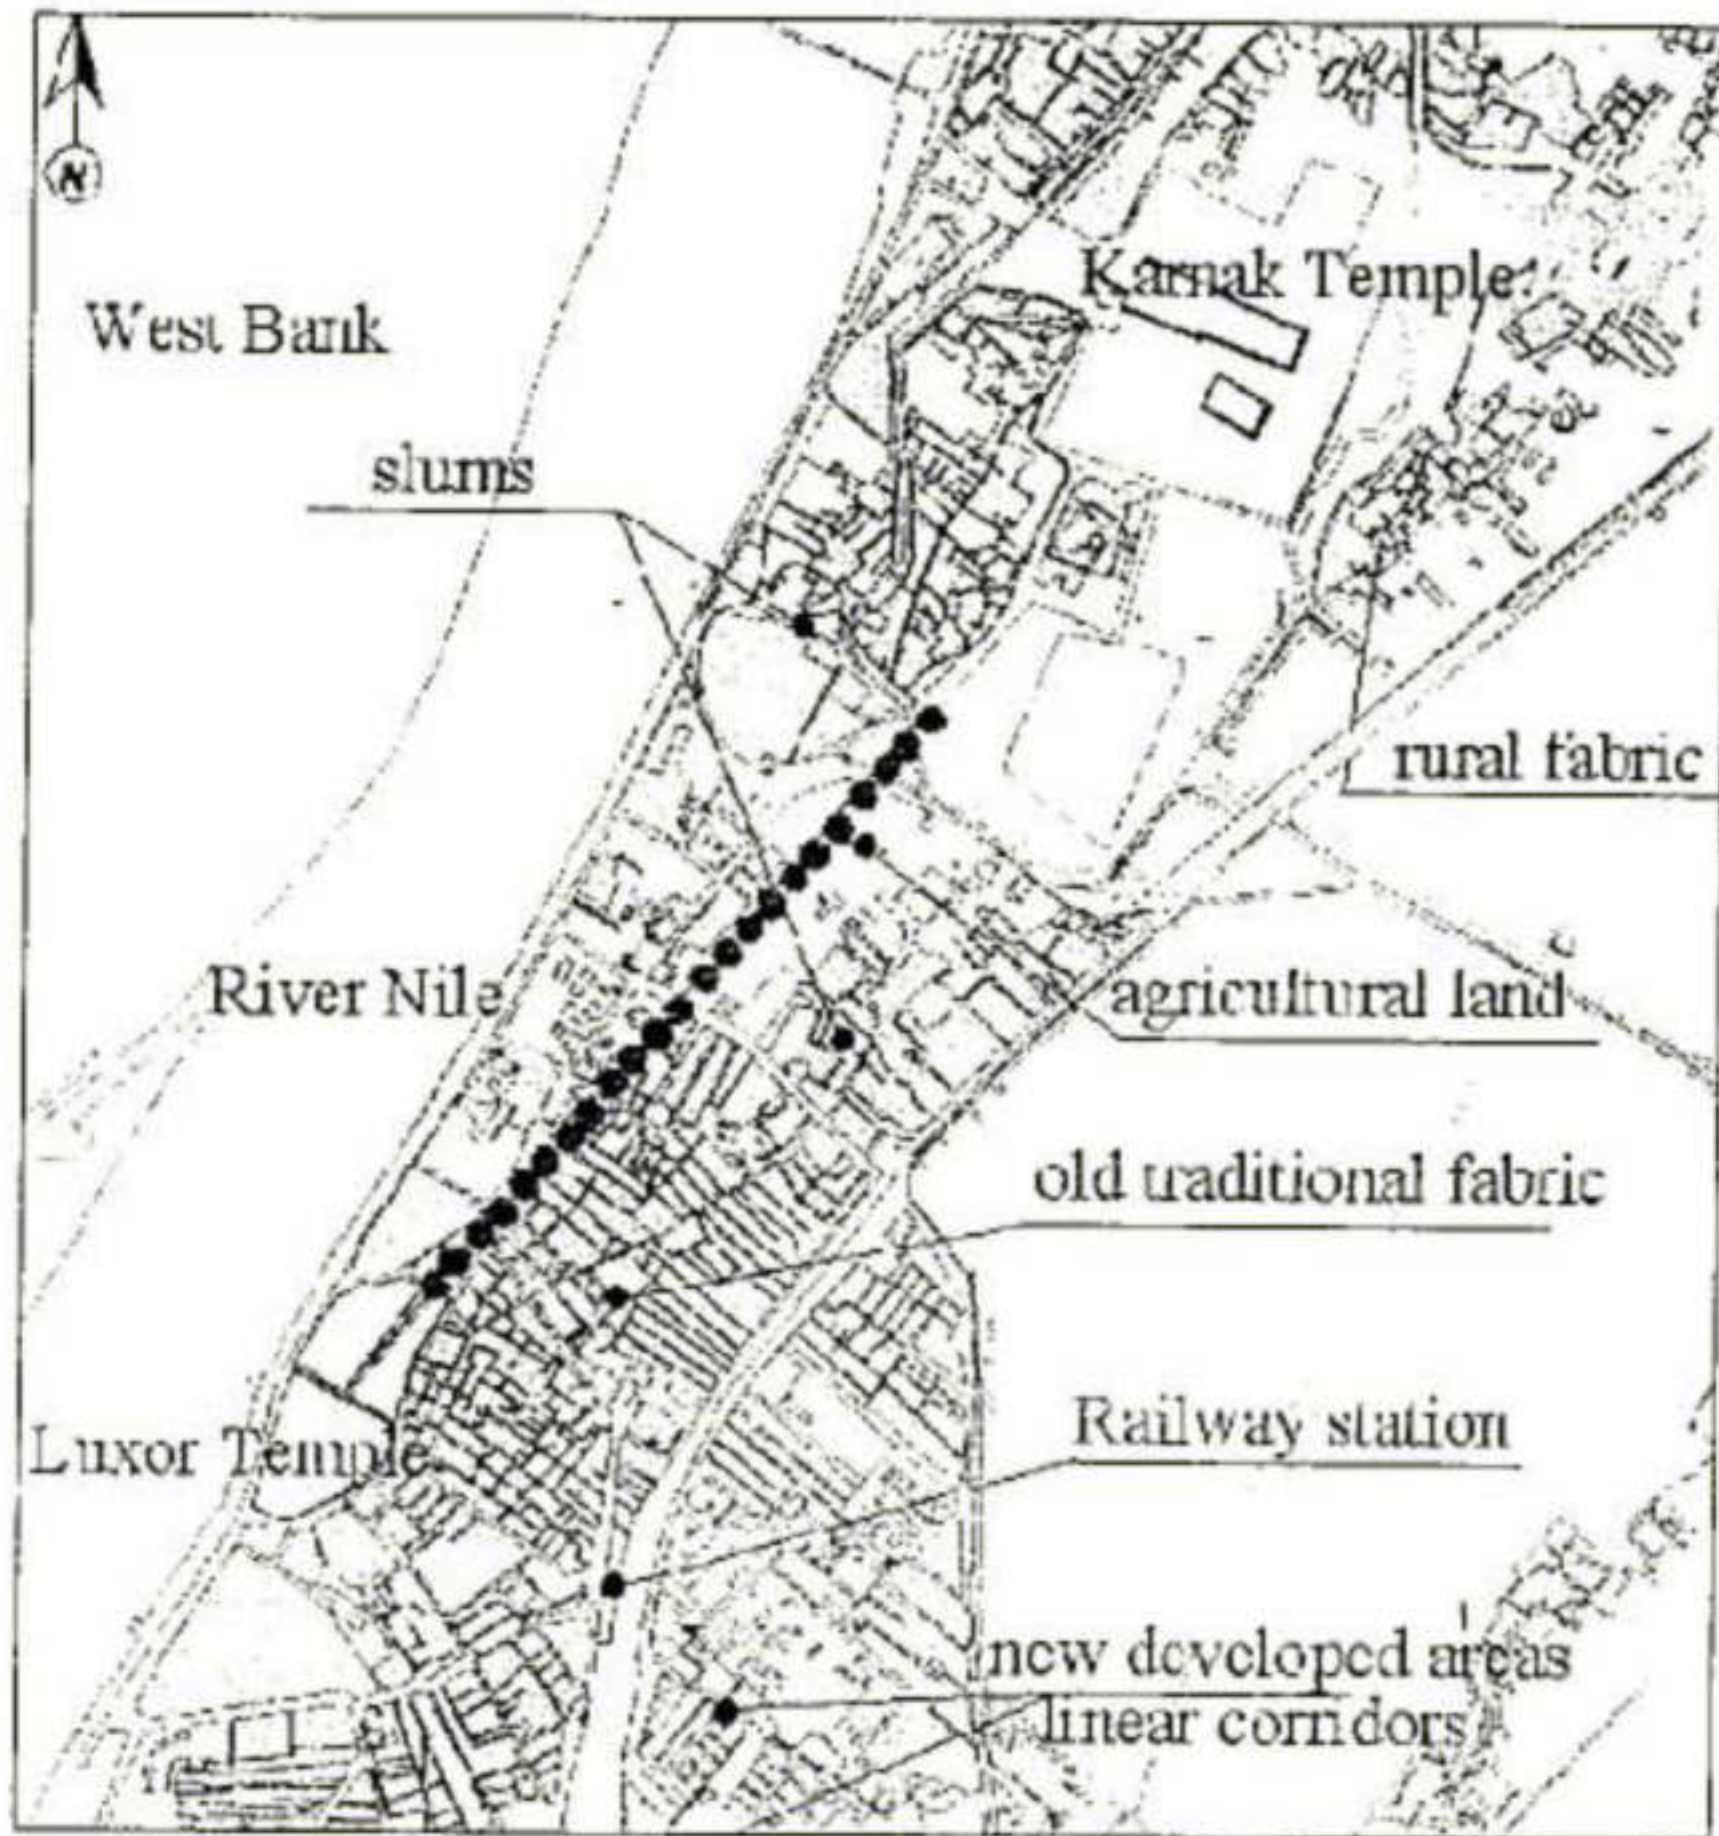 N
Karnak Temple
West Bank
slums
rural fabric
River Nile
agricultural land
old traditional fabric
Railway station
Luxor Temple
new developed areas
linear corridors